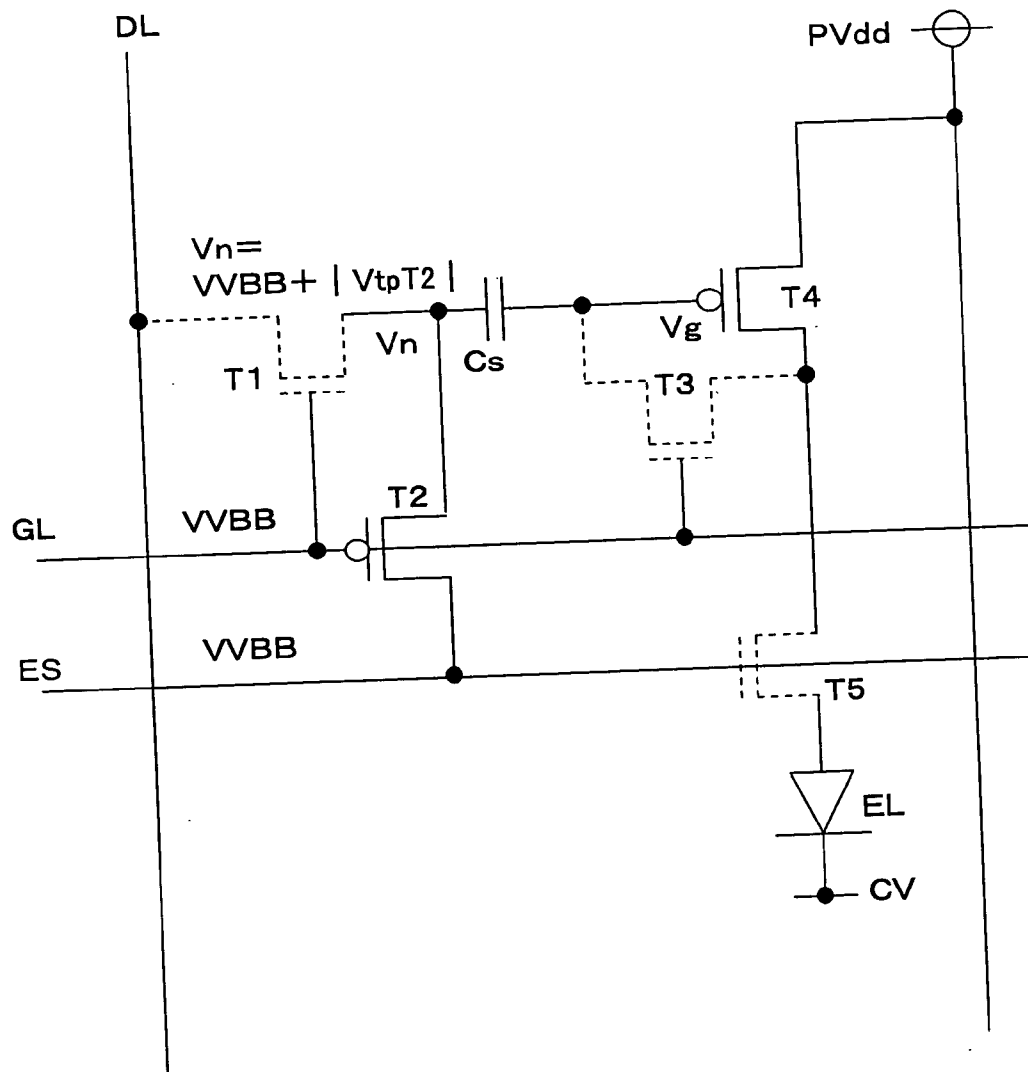 DL
PVdd
Vn=
VVBB+ | VtpT2 |
T4
Vn
Cs
Vg
T1
T3
T2
GL
VVBB
ES
VVBB
T5
EL
CV